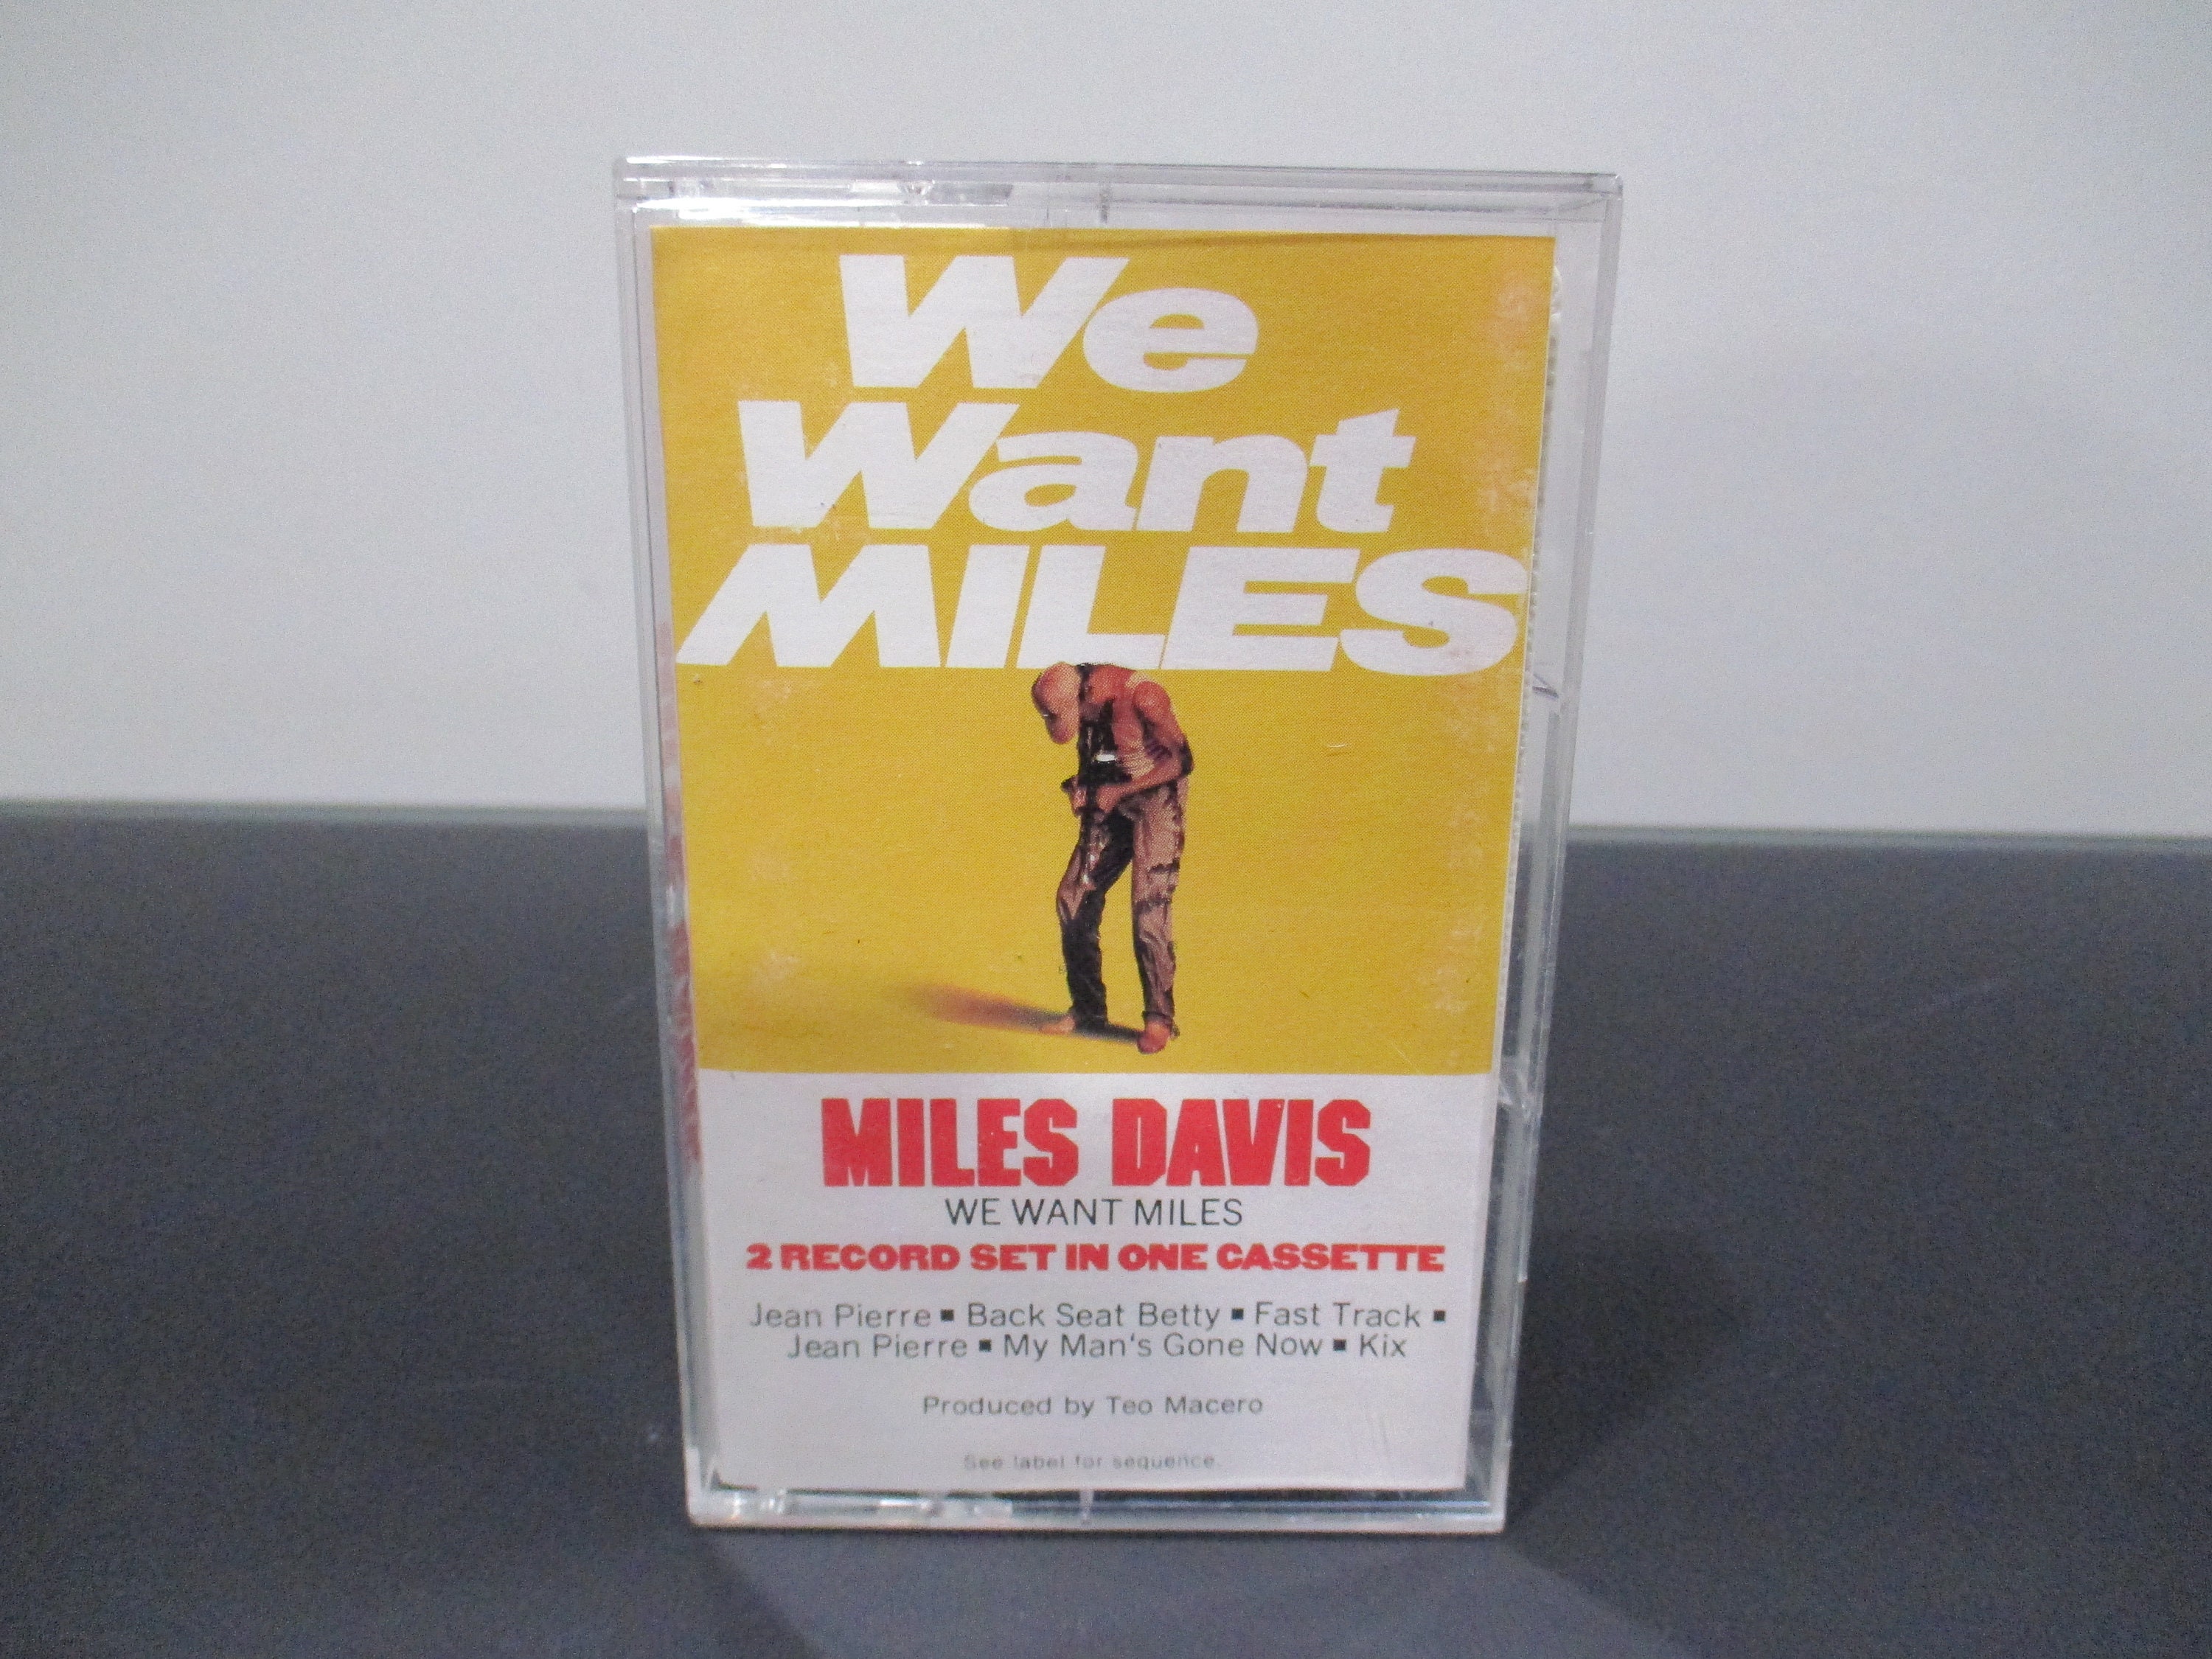 We
Want
MILES
MILES DAVIS
WE WANT MILES
2 RECORD SET IN ONE CASSETTE
Jean Pierre ▪ Back Seat Betty ▪ Fast Track ▪
Jean Pierre ▪ My Man's Gone Now ▪ Kix
Produced by Teo Macero
See label for sequence.